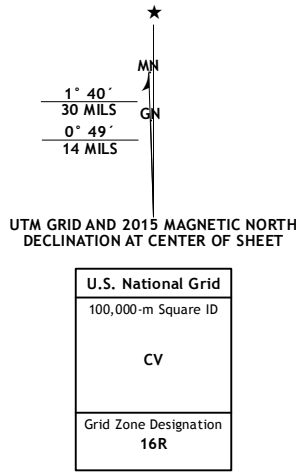 MN
1° 40´
30 MILS
GN
0° 49´
14 MILS
UTM GRID AND 2015 MAGNETIC NORTH
DECLINATION AT CENTER OF SHEET
U.S. National Grid
100,000-m Square ID
CV
Grid Zone Designation
16R